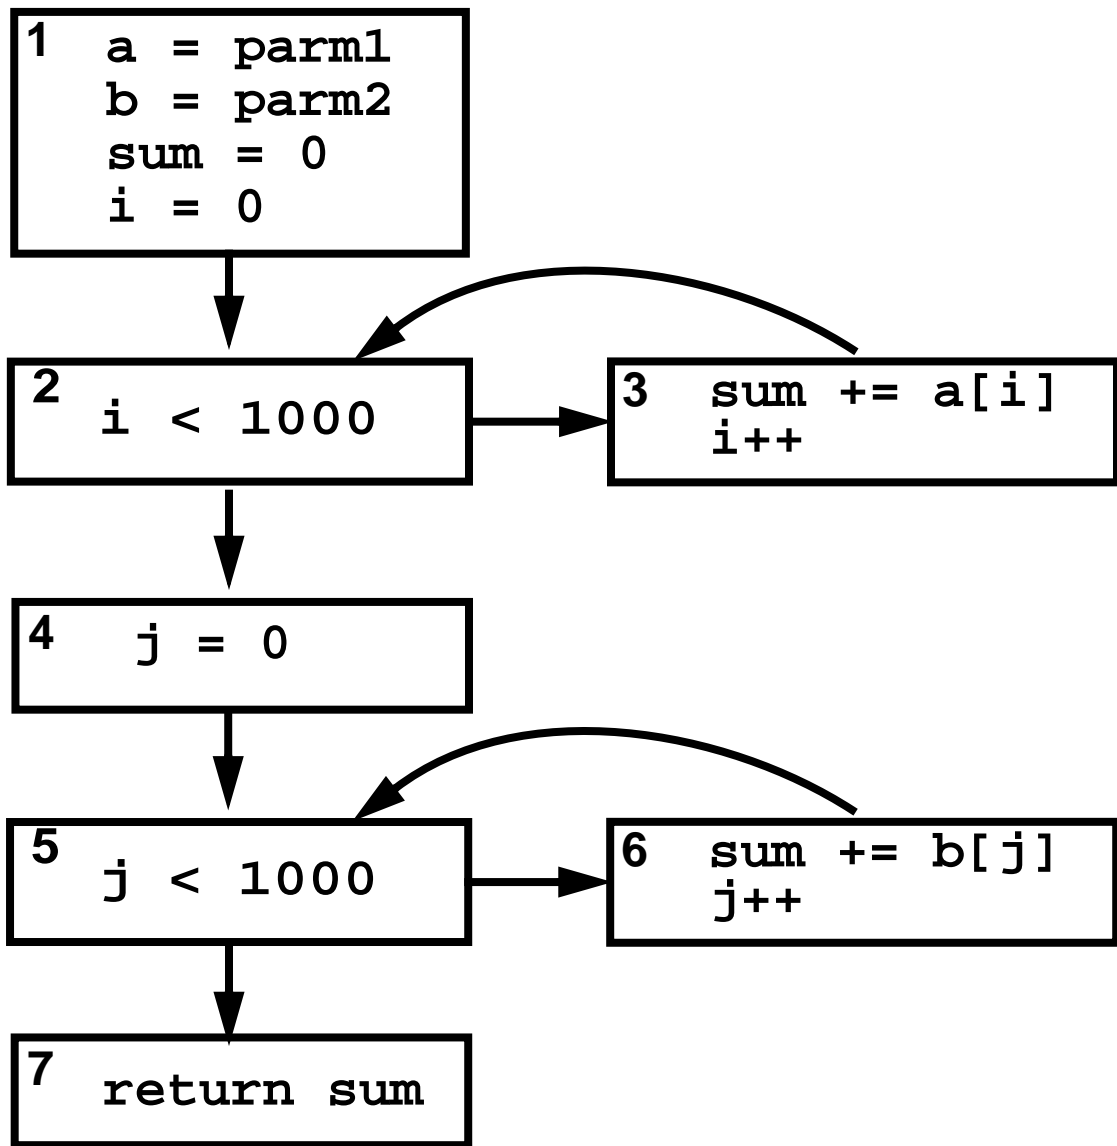 1 a = parm1
b = parm2
sum = 0
i = 0
2 i < 1000
3 sum += a[i]
i++
4 j = 0
5 j < 1000
6 sum += b[j]
j++
7 return sum